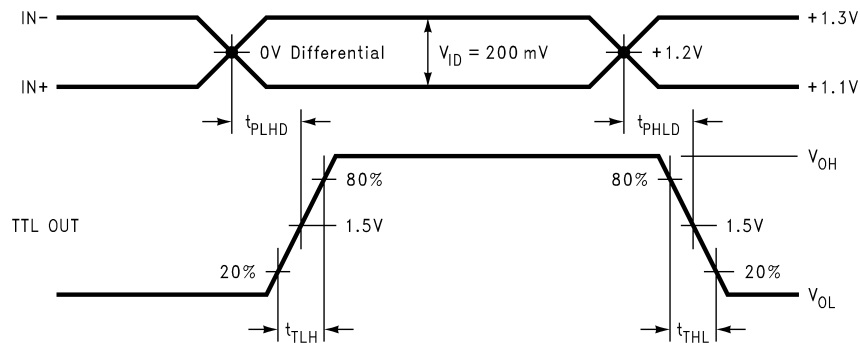 IN- +1.3V
0V Differential V_ID = 200 mV +1.2V
IN+ +1.1V
t_PLHD t_PHLD
V_OH
80% 80%
TTL OUT 1.5V 1.5V
20% 20%
V_OL
t_TLH t_THL